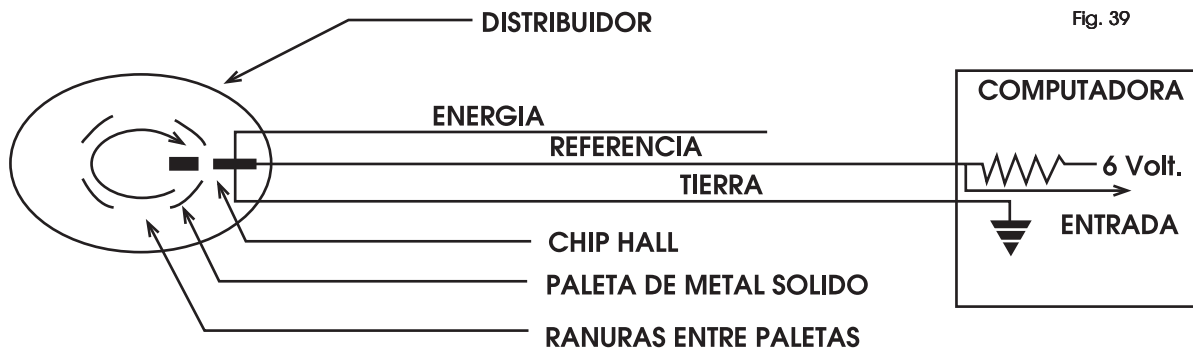 DISTRIBUIDOR
Fig. 39
COMPUTADORA
ENERGIA
REFERENCIA
6 Volt.
TIERRA
ENTRADA
CHIP HALL
PALETA DE METAL SOLIDO
RANURAS ENTRE PALETAS